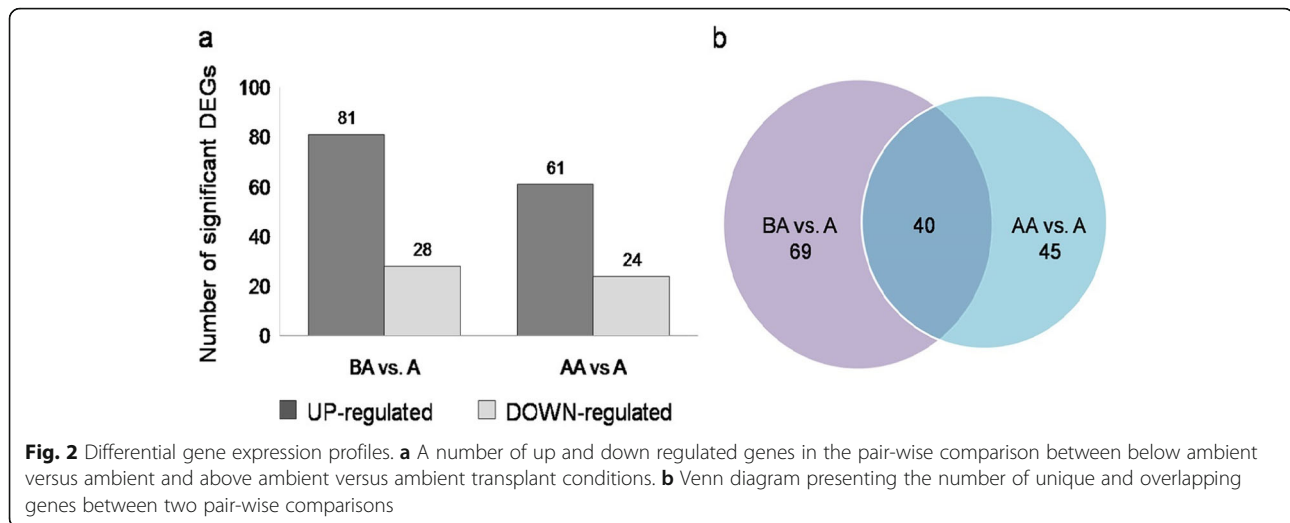 a
Number of significant DEGs
100
80
60
40
20
0
81
28
61
24
BA vs. A
AA vs A
UP-regulated
DOWN-regulated
b
BA vs. A
69
40
AA vs. A
45
Fig. 2 Differential gene expression profiles. a A number of up and down regulated genes in the pair-wise comparison between below ambient
versus ambient and above ambient versus ambient transplant conditions. b Venn diagram presenting the number of unique and overlapping
genes between two pair-wise comparisons